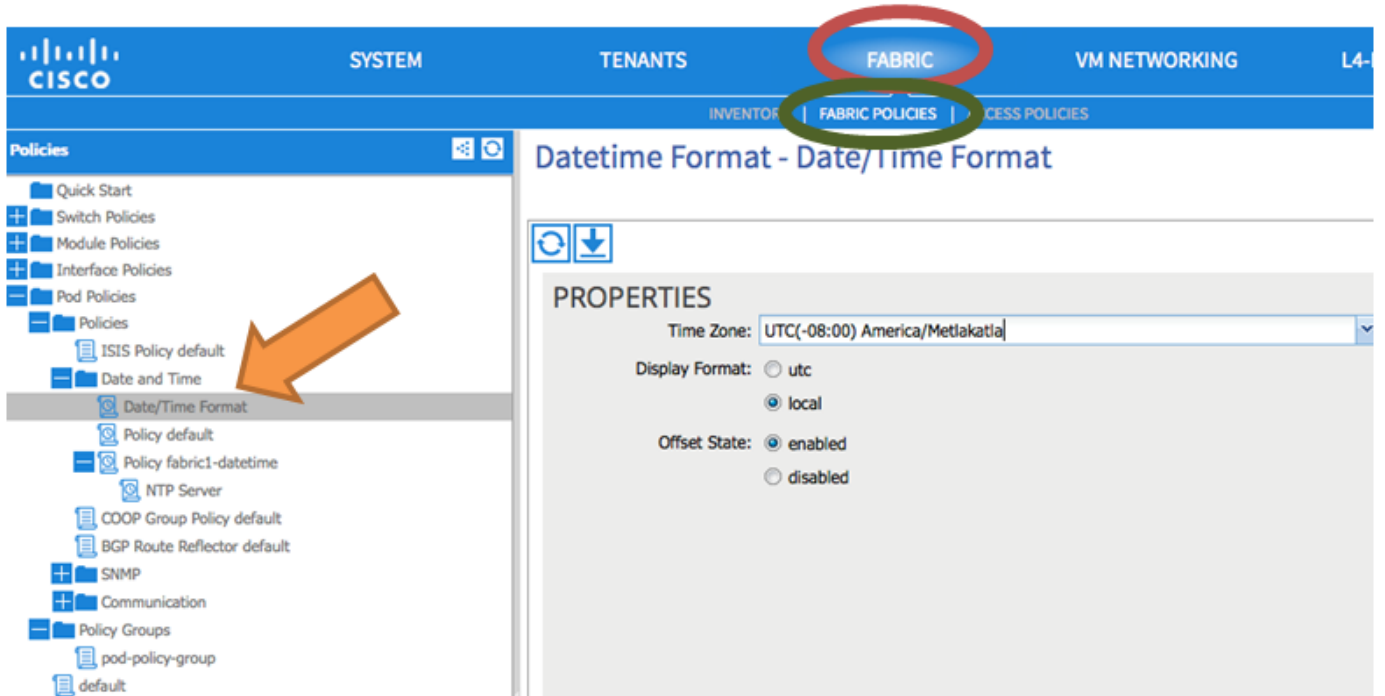 CISCO
SYSTEM TENANTS FABRIC VM NETWORKING
FABRIC POLICIES | POLICIES
Policies
Datetime Format - Date/Time Format
Quick Start
Switch Policies
Module Policies
Interface Policies
Pod Policies
Policies
ISIS Policy default
Date and Time
Date/Time Format
Policy default
Policy fabric1-datetime
NTP Server
COOP Group Policy default
BGP Route Reflector default
SNMP
Communication
Policy Groups
pod-policy-group
default
PROPERTIES
Time Zone: UTC(-08:00) America/Metlakatla
Display Format: utc
local
Offset State: enabled
disabled